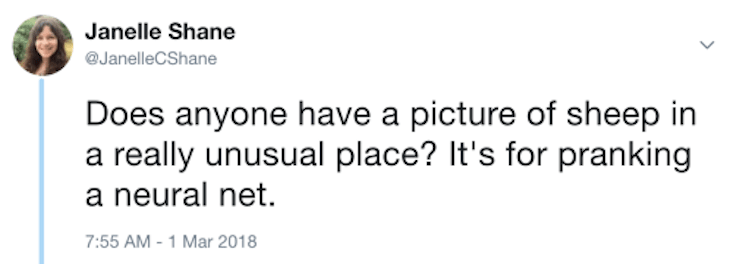 Janelle Shane
@JanelleCShane
Does anyone have a picture of sheep in
a really unusual place? It's for pranking
a neural net.
7:55 AM - 1 Mar 2018